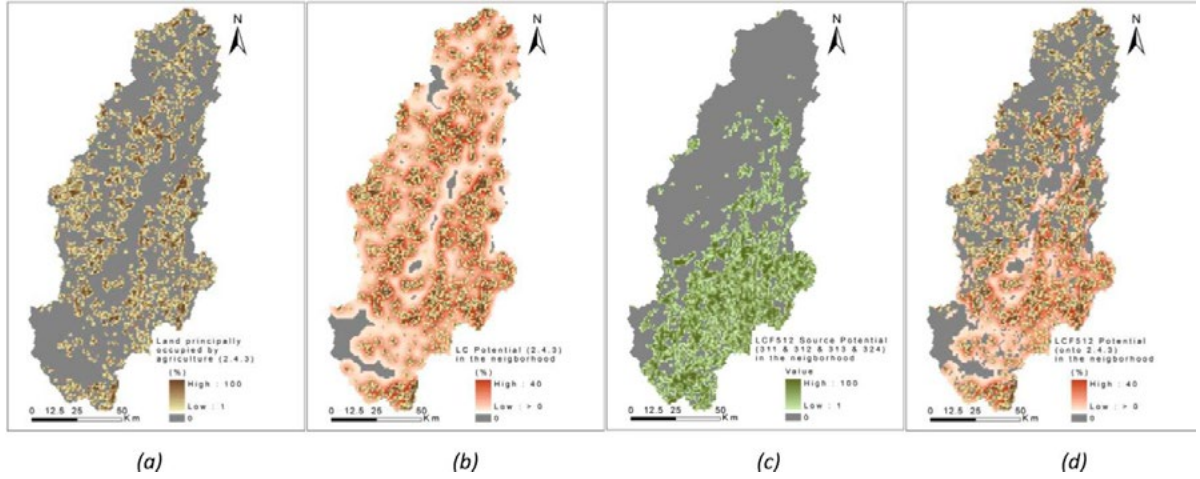 N
Land principally
occupied by
agriculture (2.4.3)
(%)
High : 100
Low : 1
0
0 12.5 25 50
Km
N
LC Potential (2.4.3)
in the neigborhood
(%)
High : 40
Low : > 0
0
0 12.5 25 50
Km
N
LCF512 Source Potential
(311 & 312 & 313 & 324)
in the neigborhood
Value
High : 100
Low : 1
0
0 12.5 25 50
Km
N
LCF512 Potential
(onto 2.4.3)
in the neigborhood
(%)
High : 40
Low : > 0
0
0 12.5 25 50
Km
(a) (b) (c) (d)